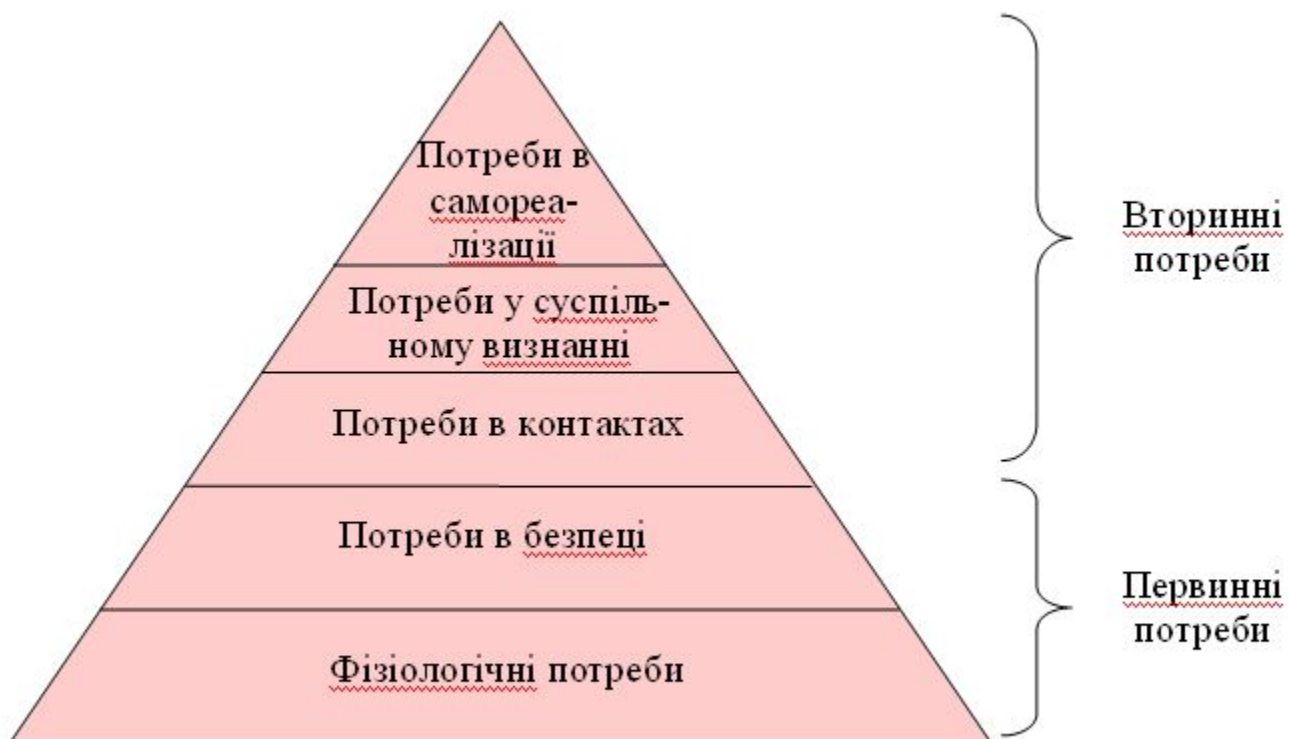 Потреби в
самореа-
лізації
Потреби у суспіль-
ному визнанні
Потреби в контактах
Потреби в безпеці
Фізіологічні потреби
Вторинні
потреби
Первинні
потреби